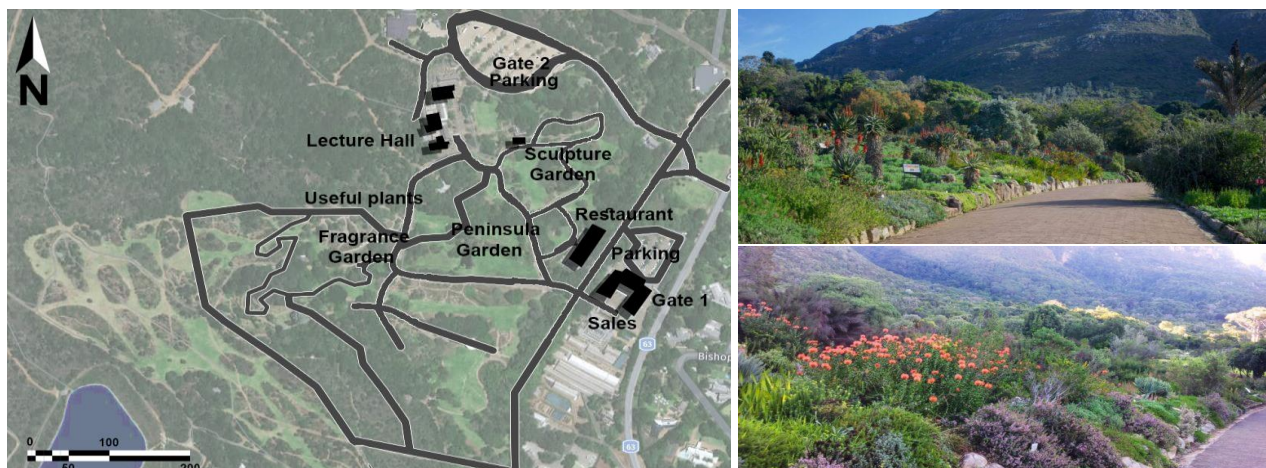 N
Gate 2
Parking
Lecture Hall
Sculpture
Garden
Useful plants
Restaurant
Peninsula
Garden
Fragrance
Garden
Parking
Gate 1
Sales
63
Bishop
63
0 100
50 200